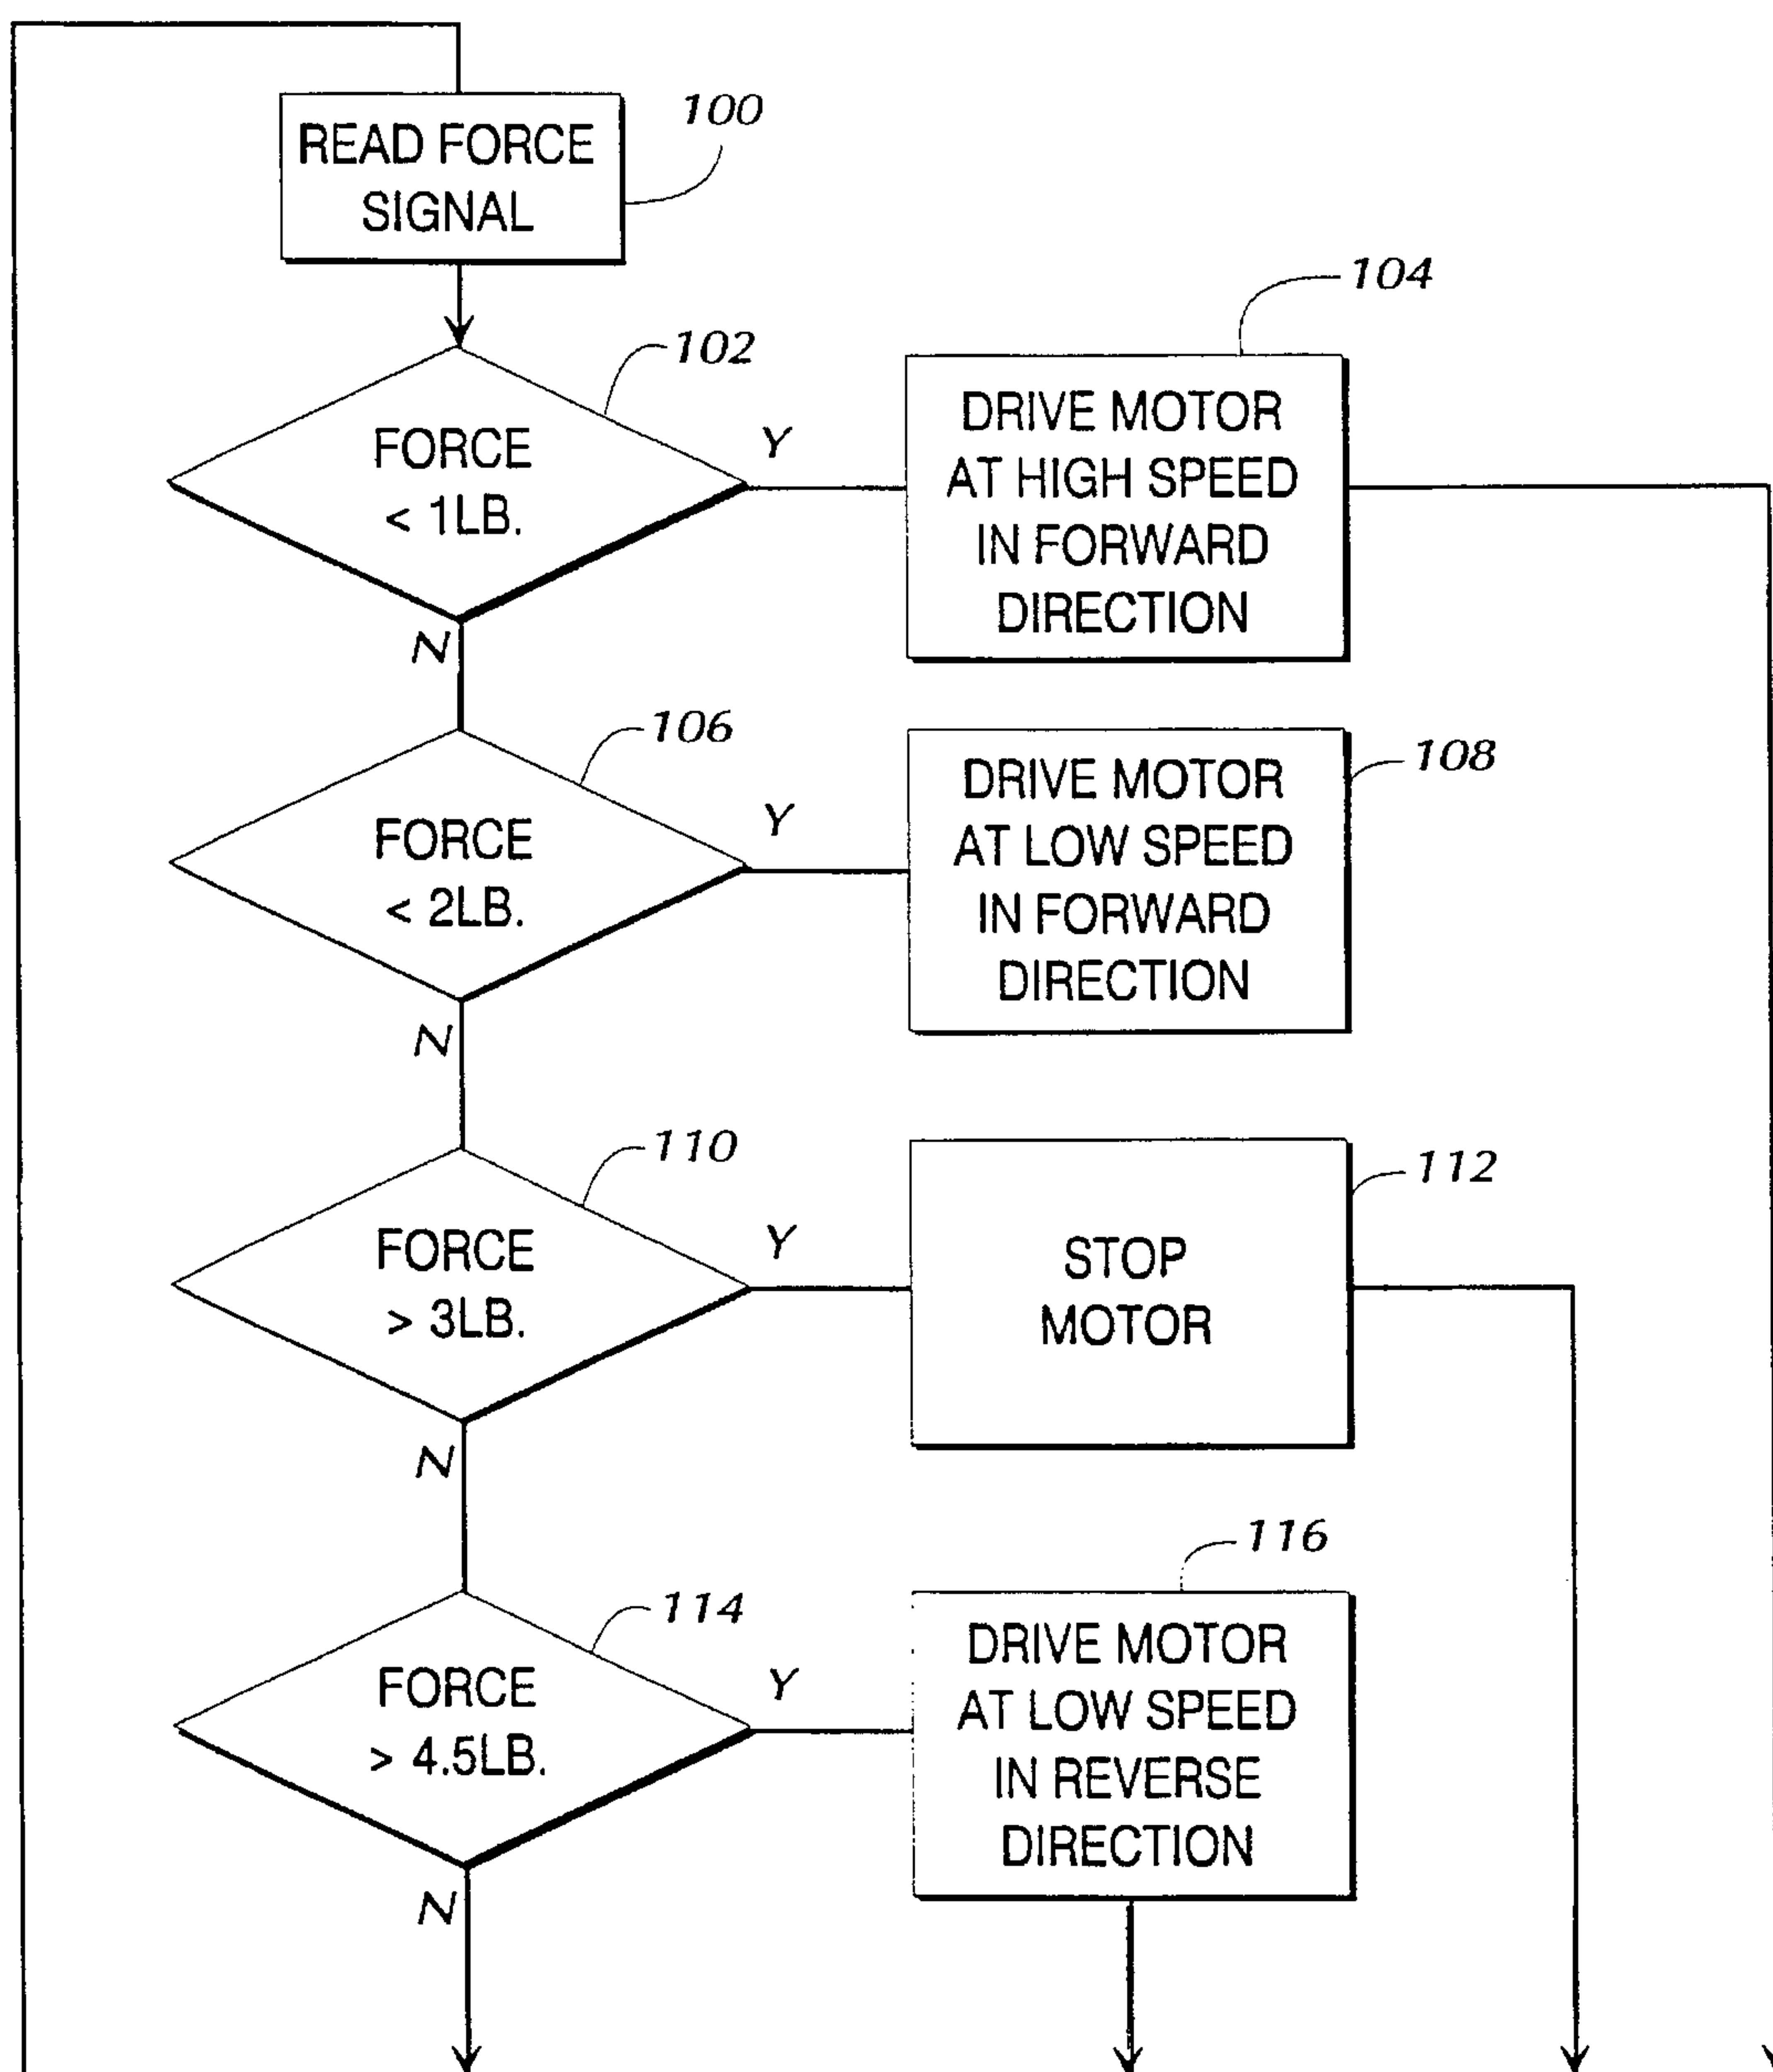 READ FORCE
SIGNAL
100
102
FORCE
< 1LB.
Y
N
104
DRIVE MOTOR
AT HIGH SPEED
IN FORWARD
DIRECTION
106
FORCE
< 2LB.
Y
N
108
DRIVE MOTOR
AT LOW SPEED
IN FORWARD
DIRECTION
110
FORCE
> 3LB.
Y
N
112
STOP
MOTOR
114
FORCE
> 4.5LB.
Y
N
116
DRIVE MOTOR
AT LOW SPEED
IN REVERSE
DIRECTION